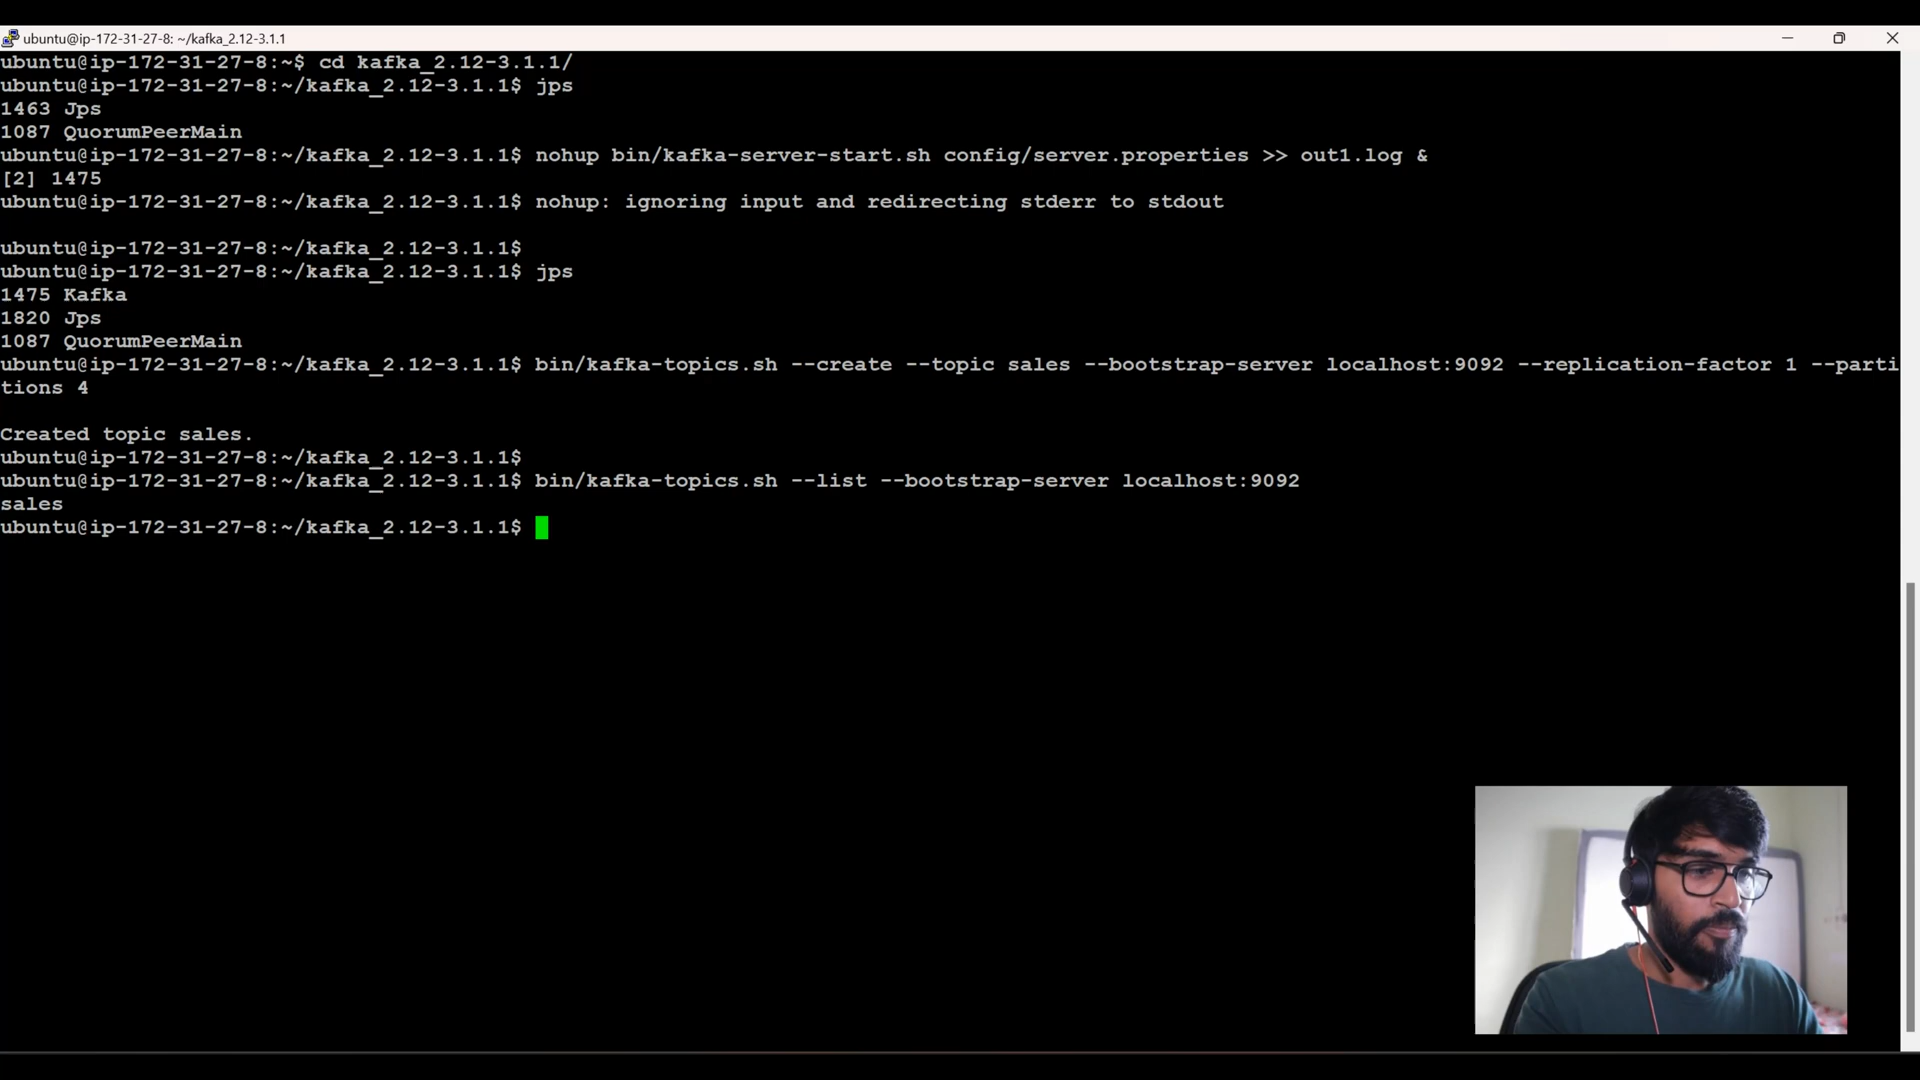 ubuntu@ip-172-31-27-8: ~/kafka_2.12-3.1.1
ubuntu@ip-172-31-27-8:~$ cd kafka_2.12-3.1.1/
ubuntu@ip-172-31-27-8:~/kafka_2.12-3.1.1$ jps
1463 Jps
1087 QuorumPeerMain
ubuntu@ip-172-31-27-8:~/kafka_2.12-3.1.1$ nohup bin/kafka-server-start.sh config/server.properties >> out1.log &
[2] 1475
ubuntu@ip-172-31-27-8:~/kafka_2.12-3.1.1$ nohup: ignoring input and redirecting stderr to stdout
ubuntu@ip-172-31-27-8:~/kafka_2.12-3.1.1$
ubuntu@ip-172-31-27-8:~/kafka_2.12-3.1.1$ jps
1475 Kafka
1820 Jps
1087 QuorumPeerMain
ubuntu@ip-172-31-27-8:~/kafka_2.12-3.1.1$ bin/kafka-topics.sh --create --topic sales --bootstrap-server localhost:9092 --replication-factor 1 --parti
tions 4
Created topic sales.
ubuntu@ip-172-31-27-8:~/kafka_2.12-3.1.1$
ubuntu@ip-172-31-27-8:~/kafka_2.12-3.1.1$ bin/kafka-topics.sh --list --bootstrap-server localhost:9092
sales
ubuntu@ip-172-31-27-8:~/kafka_2.12-3.1.1$